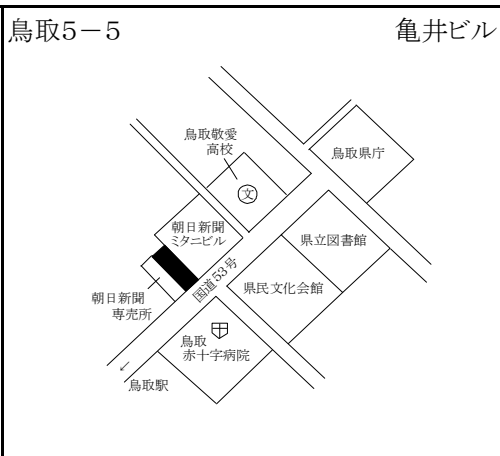 鳥取5－5
亀井ビル
鳥取敬愛
高校
鳥取県庁
文
朝日新聞
ミタニビル
県立図書館
国道53号
県民文化会館
朝日新聞
専売所
鳥取
赤十字病院
←
鳥取駅